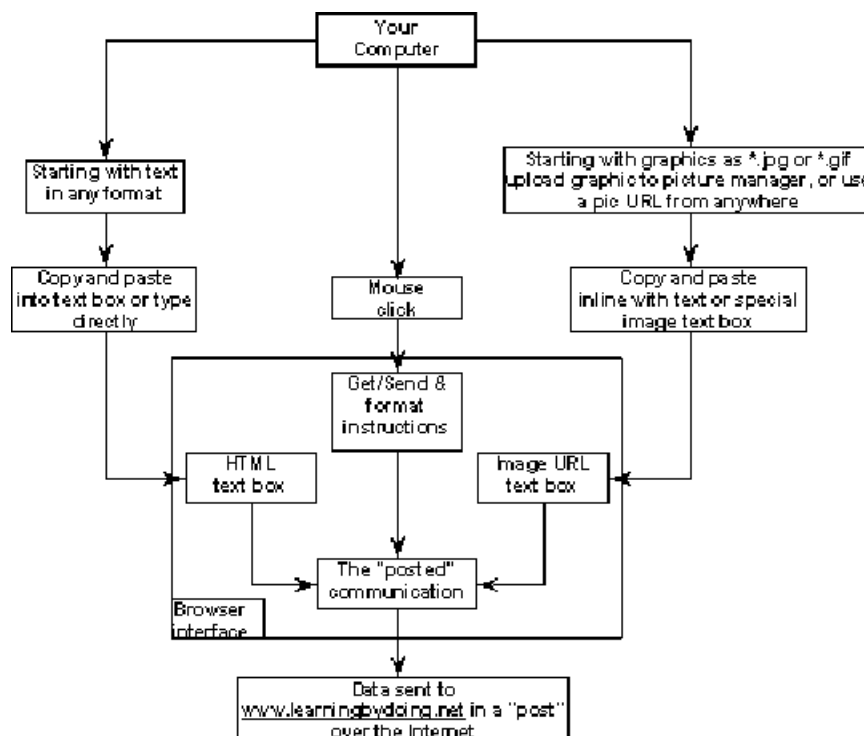 Your
Computer
Starting with text
in any format
Starting with graphics as *.jpg or *.gif
upload graphic to picture manager, or use
a pic URL from anywhere
Copy and paste
into text box or type
directly
Mouse
click
Copy and paste
inline with text or special
image text box
Get/Send &
format
instructions
HTML
text box
Image URL
text box
The "posted"
communication
Browser
interface
Data sent to
www.learningbydoing.net in a "post"
over the Internet